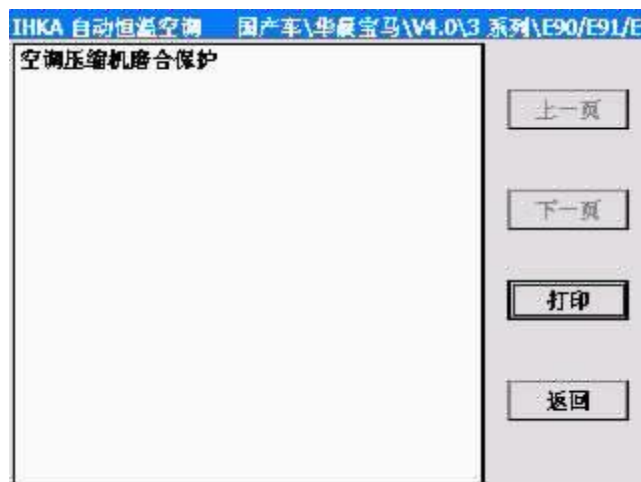 IHKA 自动恒温空调 国产车\华晨宝马\V4.0\3 系列\E90/E91/E
空调压缩机磨合保护
上一页
下一页
打印
返回